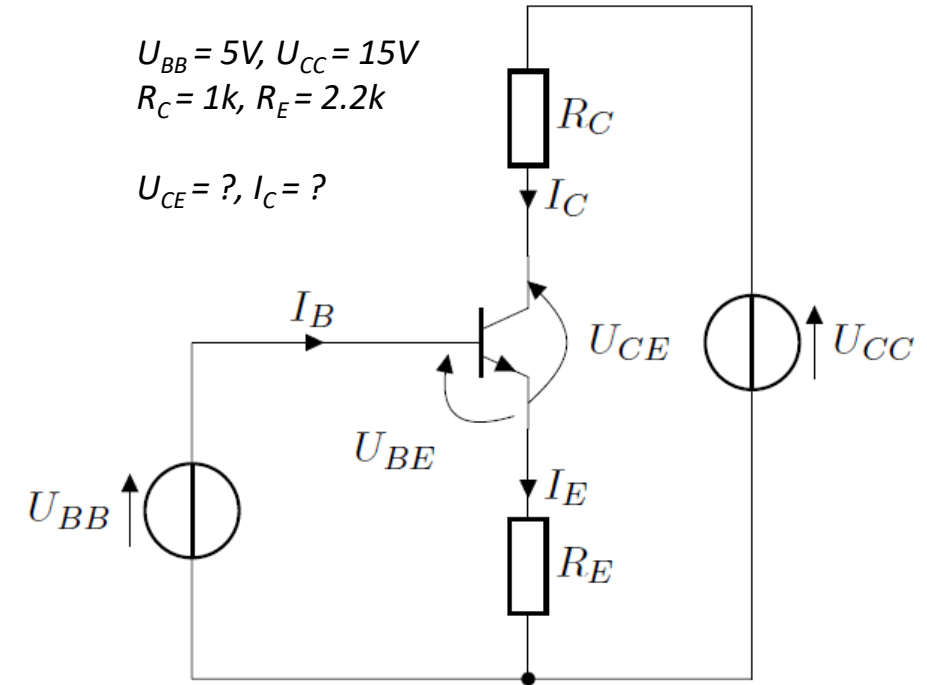 U_BB = 5V, U_CC = 15V
R_C = 1k, R_E = 2.2k
U_CE = ?, I_C = ?
R_C
I_C
I_B
U_CE
U_CC
U_BE
I_E
U_BB
R_E